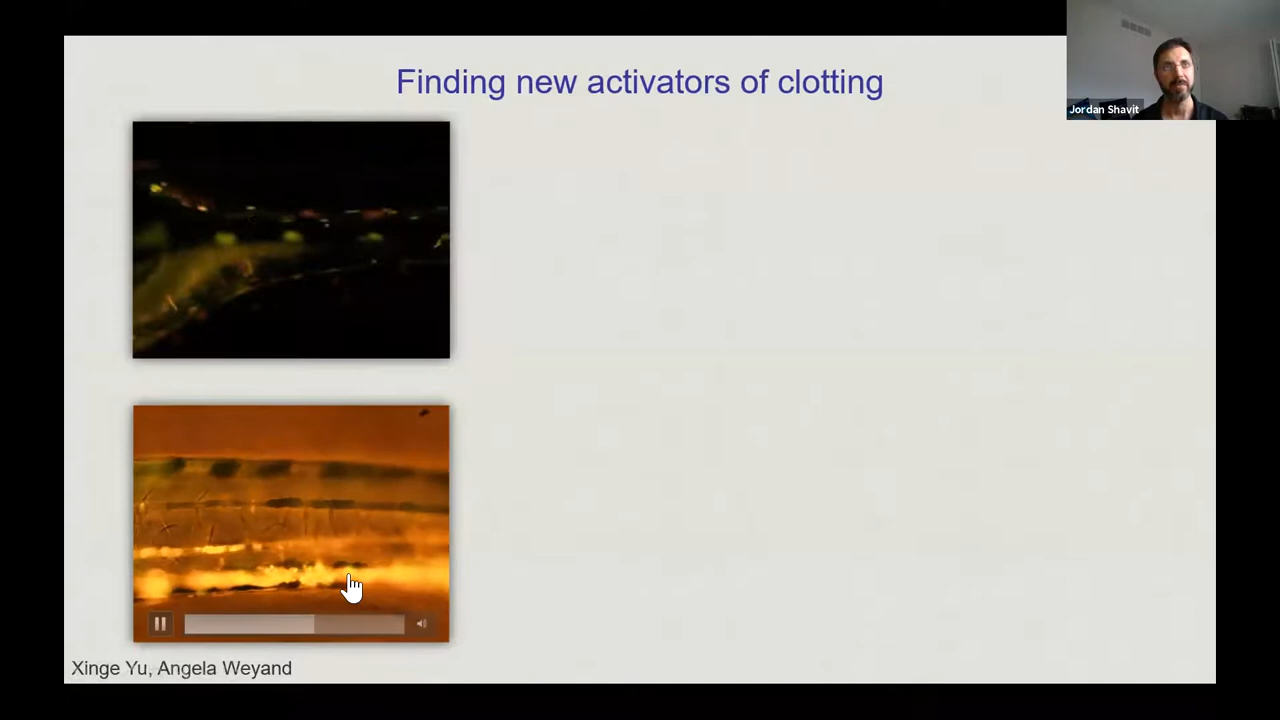 Finding new activators of clotting
Jordan Shavit
Xinge Yu, Angela Weyand